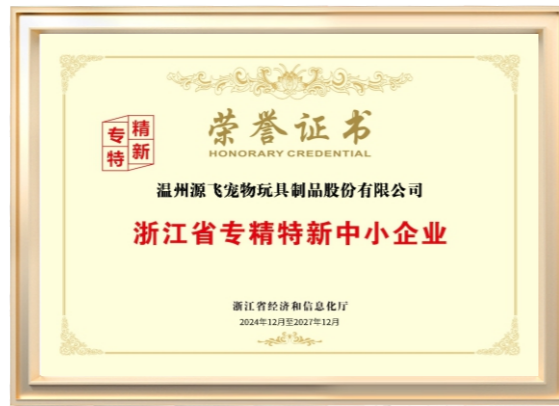 专精
特新
荣誉证书
HONORARY CREDENTIAL
温州源飞宠物玩具制品股份有限公司
浙江省专精特新中小企业
浙江省经济和信息化厅
2024年12月至2027年12月